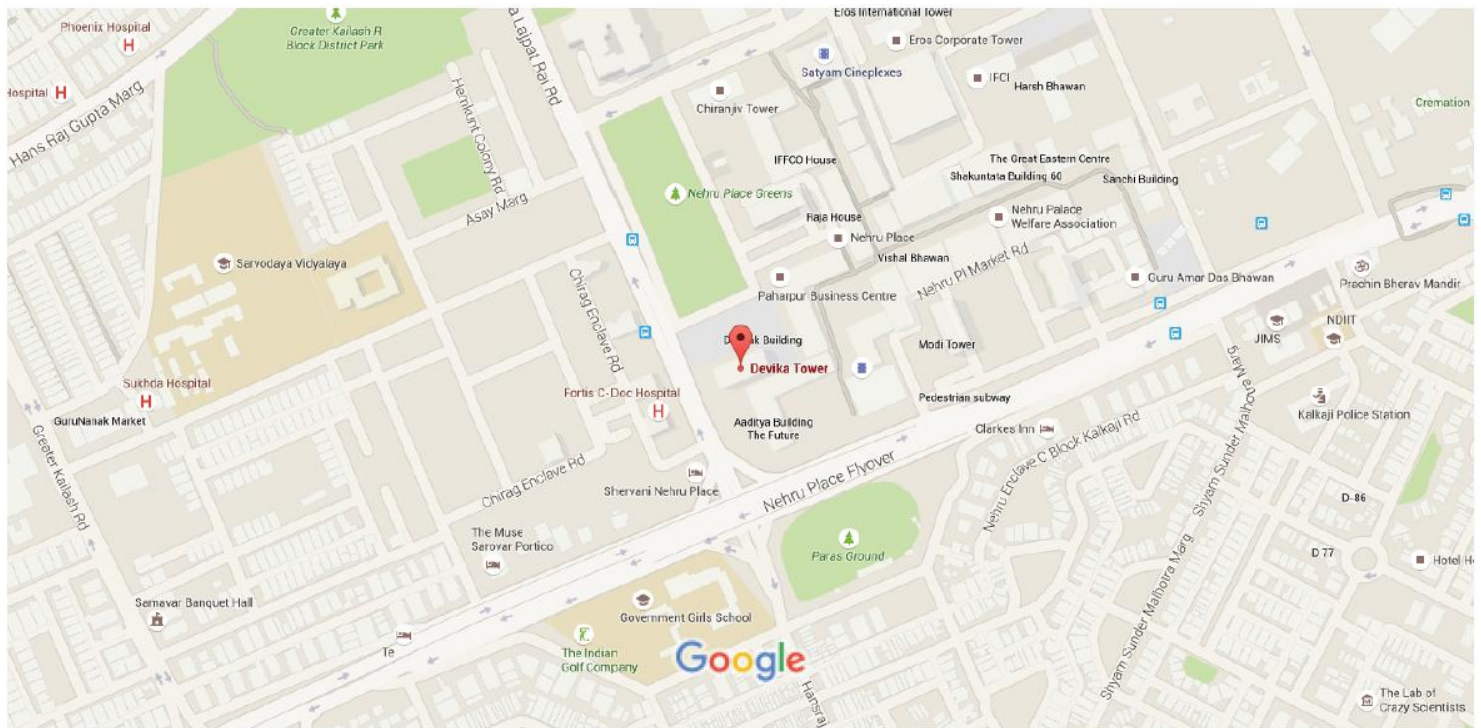 Phoenix Hospital
Greater Kailash R
Block District Park
Hospital
Hans Raj Gupta Marg
Hemkunt Colony Rd
Lajpat Rai Rd
Eros International Tower
Eros Corporate Tower
Satyam Cineplexes
IFCI
Harsh Bhawan
Chiranjiv Tower
Cremation
IFFCO House
The Great Eastern Centre
Shakuntata Building 60
Sanchi Building
Nehru Place Greens
Asay Marg
Raja House
Nehru Palace
Welfare Association
Nehru Place
Vishal Bhawan
Sarvodaya Vidyalaya
Nehru Pl Market Rd
Guru Amar Das Bhawan
Prachin Bherav Mandir
Paharpur Business Centre
Chirag Enclave Rd
NDIIT
JIMS
Building
Modi Tower
Devika Tower
Sukhda Hospital
Fortis C-Doc Hospital
GuruNanak Market
Pedestrian subway
Kalkaji Police Station
Aaditya Building
The Future
Clarkes Inn
Greater Kailash Rd
Chirag Enclave Rd
Nehru Place Flyover
Nehru Enclave C Block Kalkaji Rd
Shyam Sunder Malhotra Marg
Shervani Nehru Place
D-86
The Muse
Sarovar Portico
Paras Ground
D 77
Hotel
Samavar Banquet Hall
Government Girls School
Te
The Indian
Golf Company
Google
Shyam Sunder Malhotra Marg
Hansraj
The Lab of
Crazy Scientists